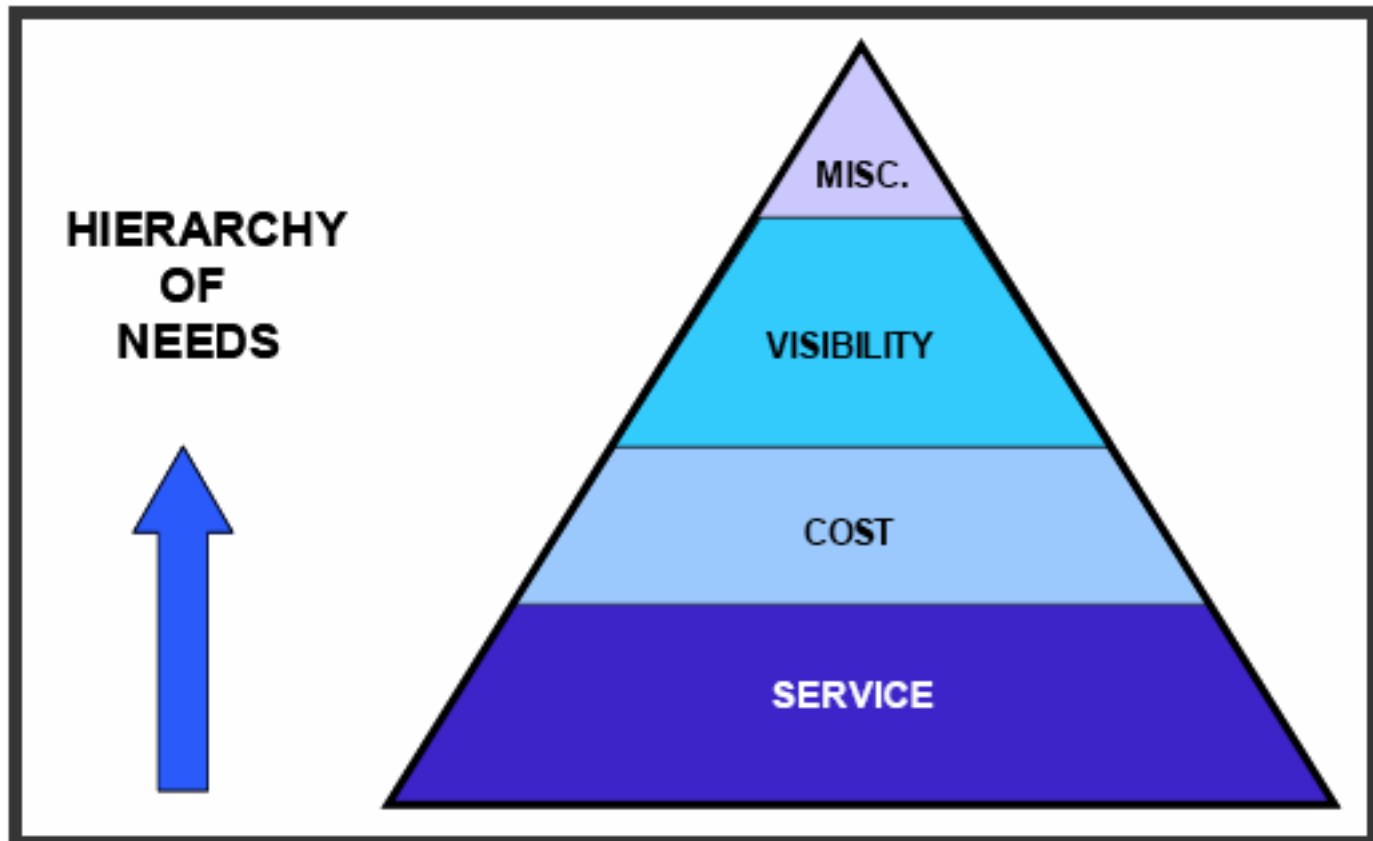 HIERARCHY
OF
NEEDS
MISC.
VISIBILITY
COST
SERVICE